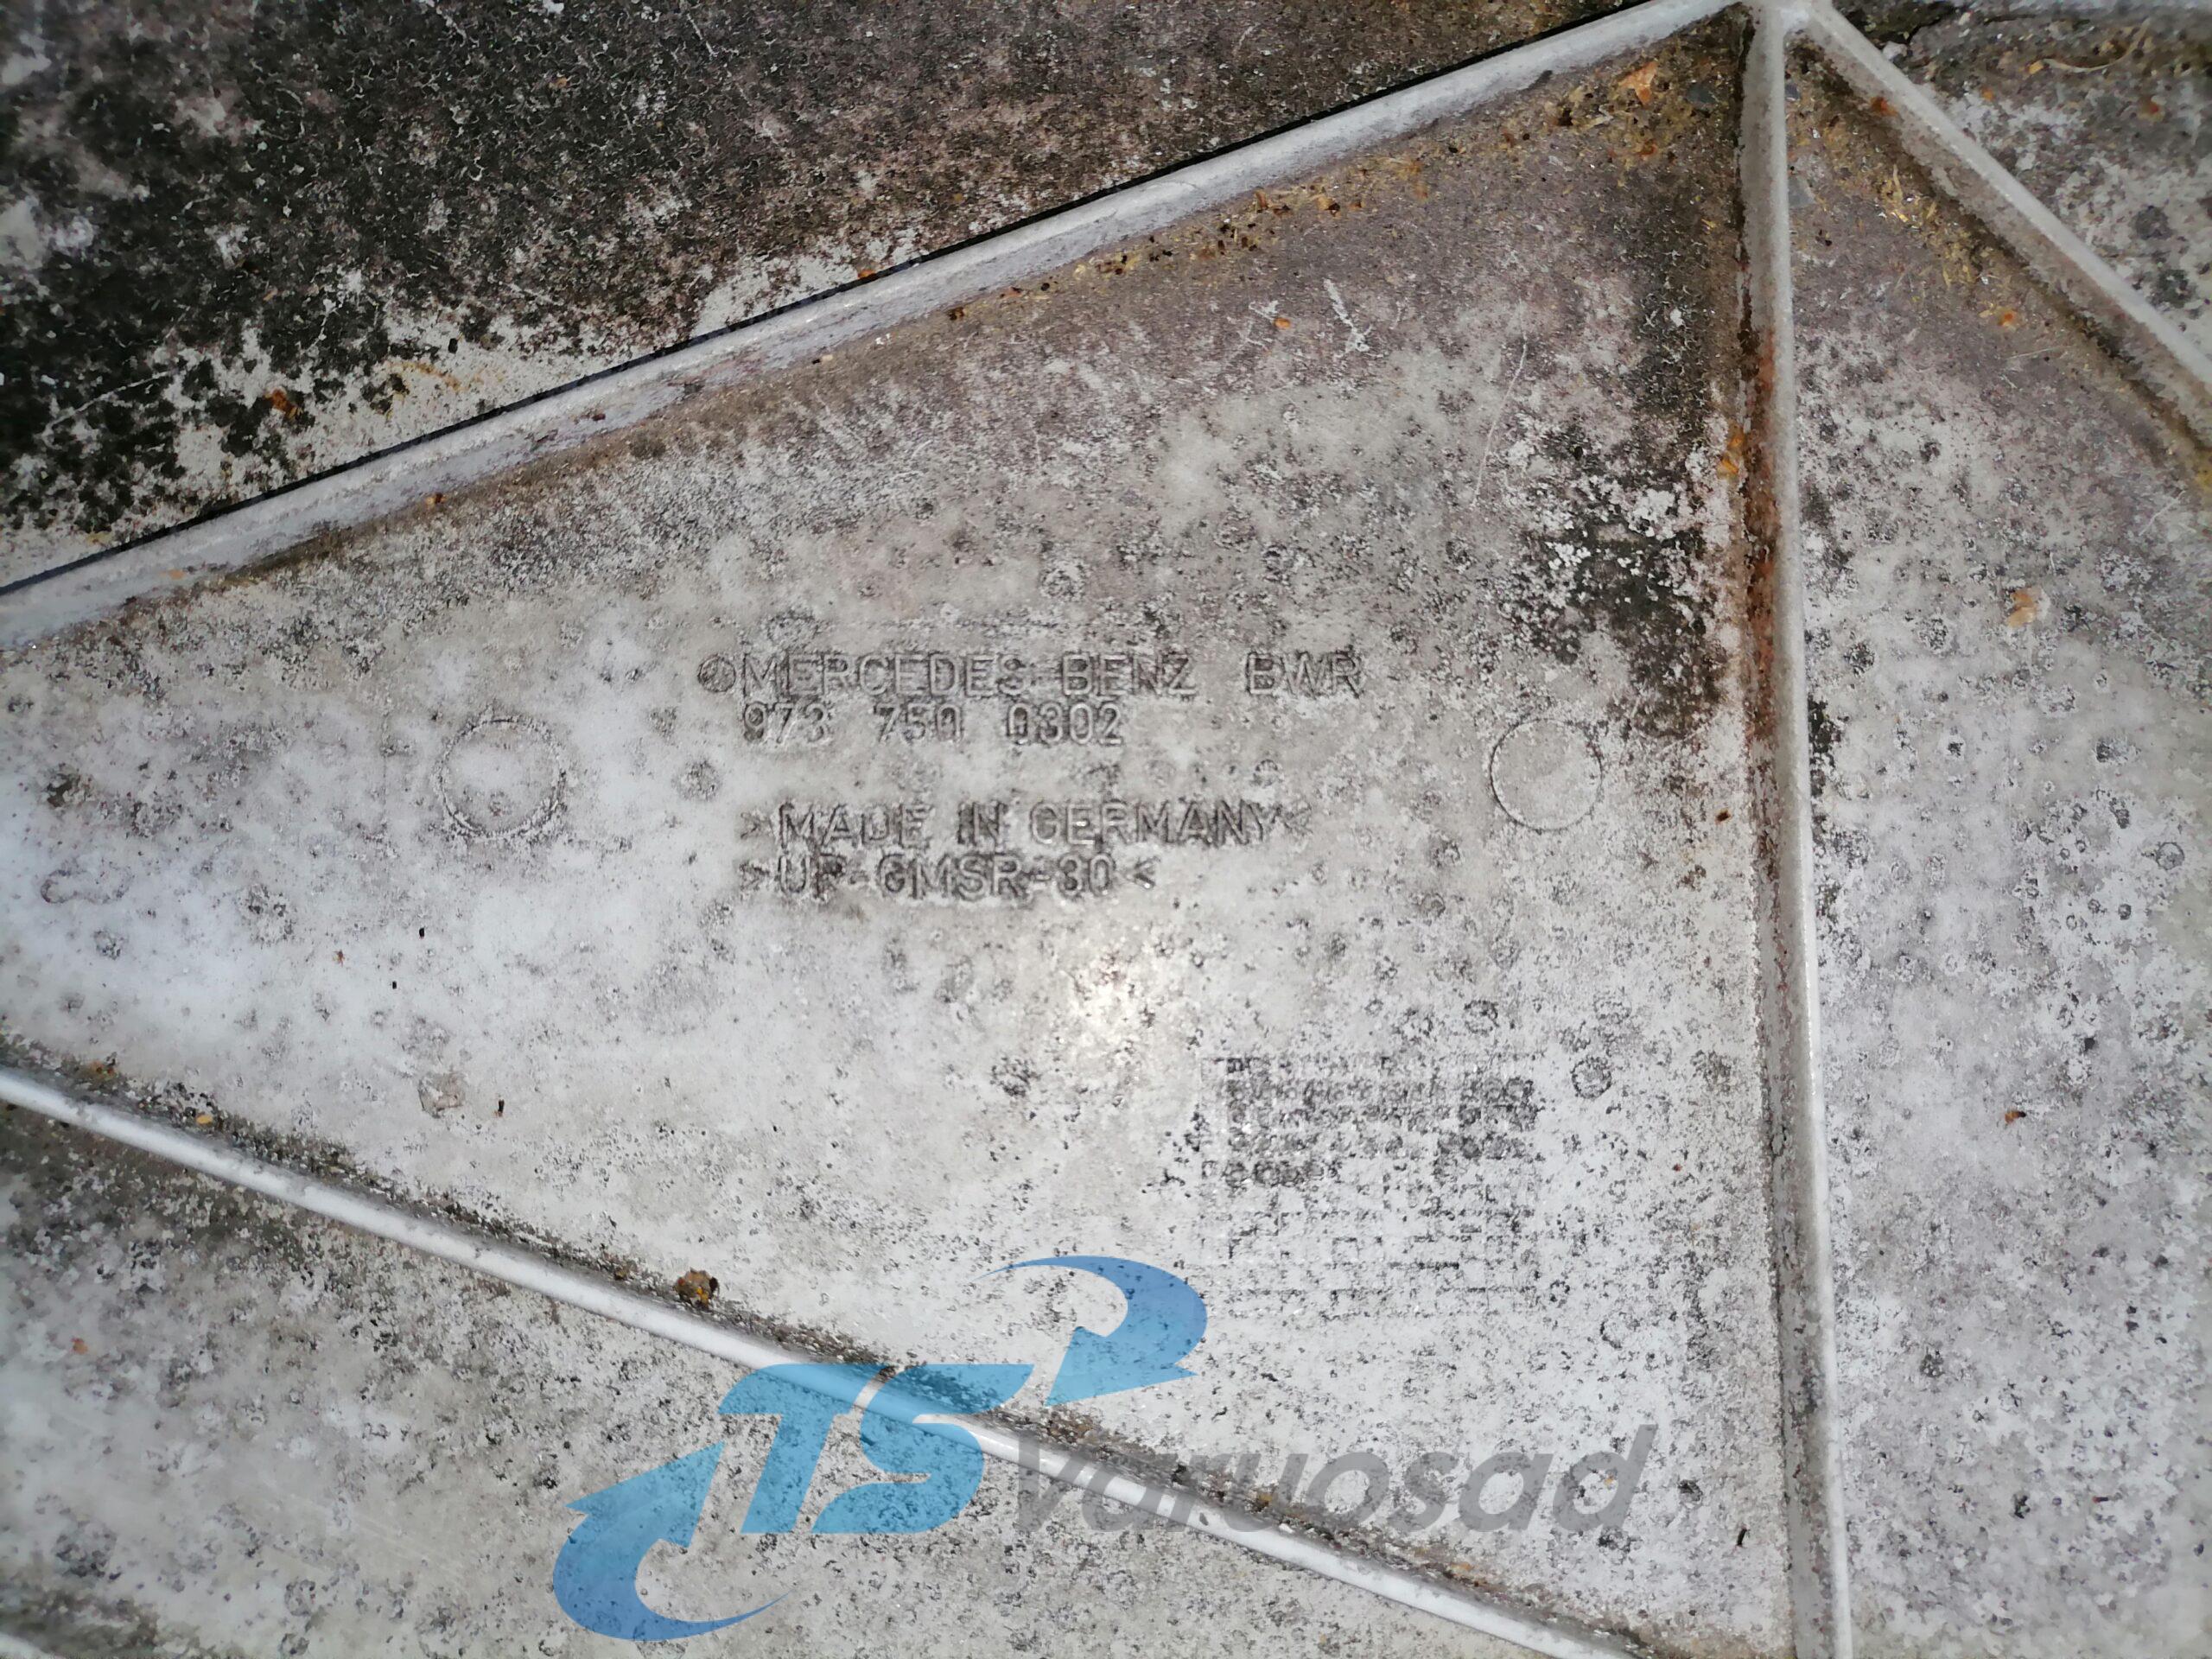 MERCEDES-BENZ BWR
973 750 0302
>MADE IN GERMANY<
>UP-GMSR-30<
TS Varuosad